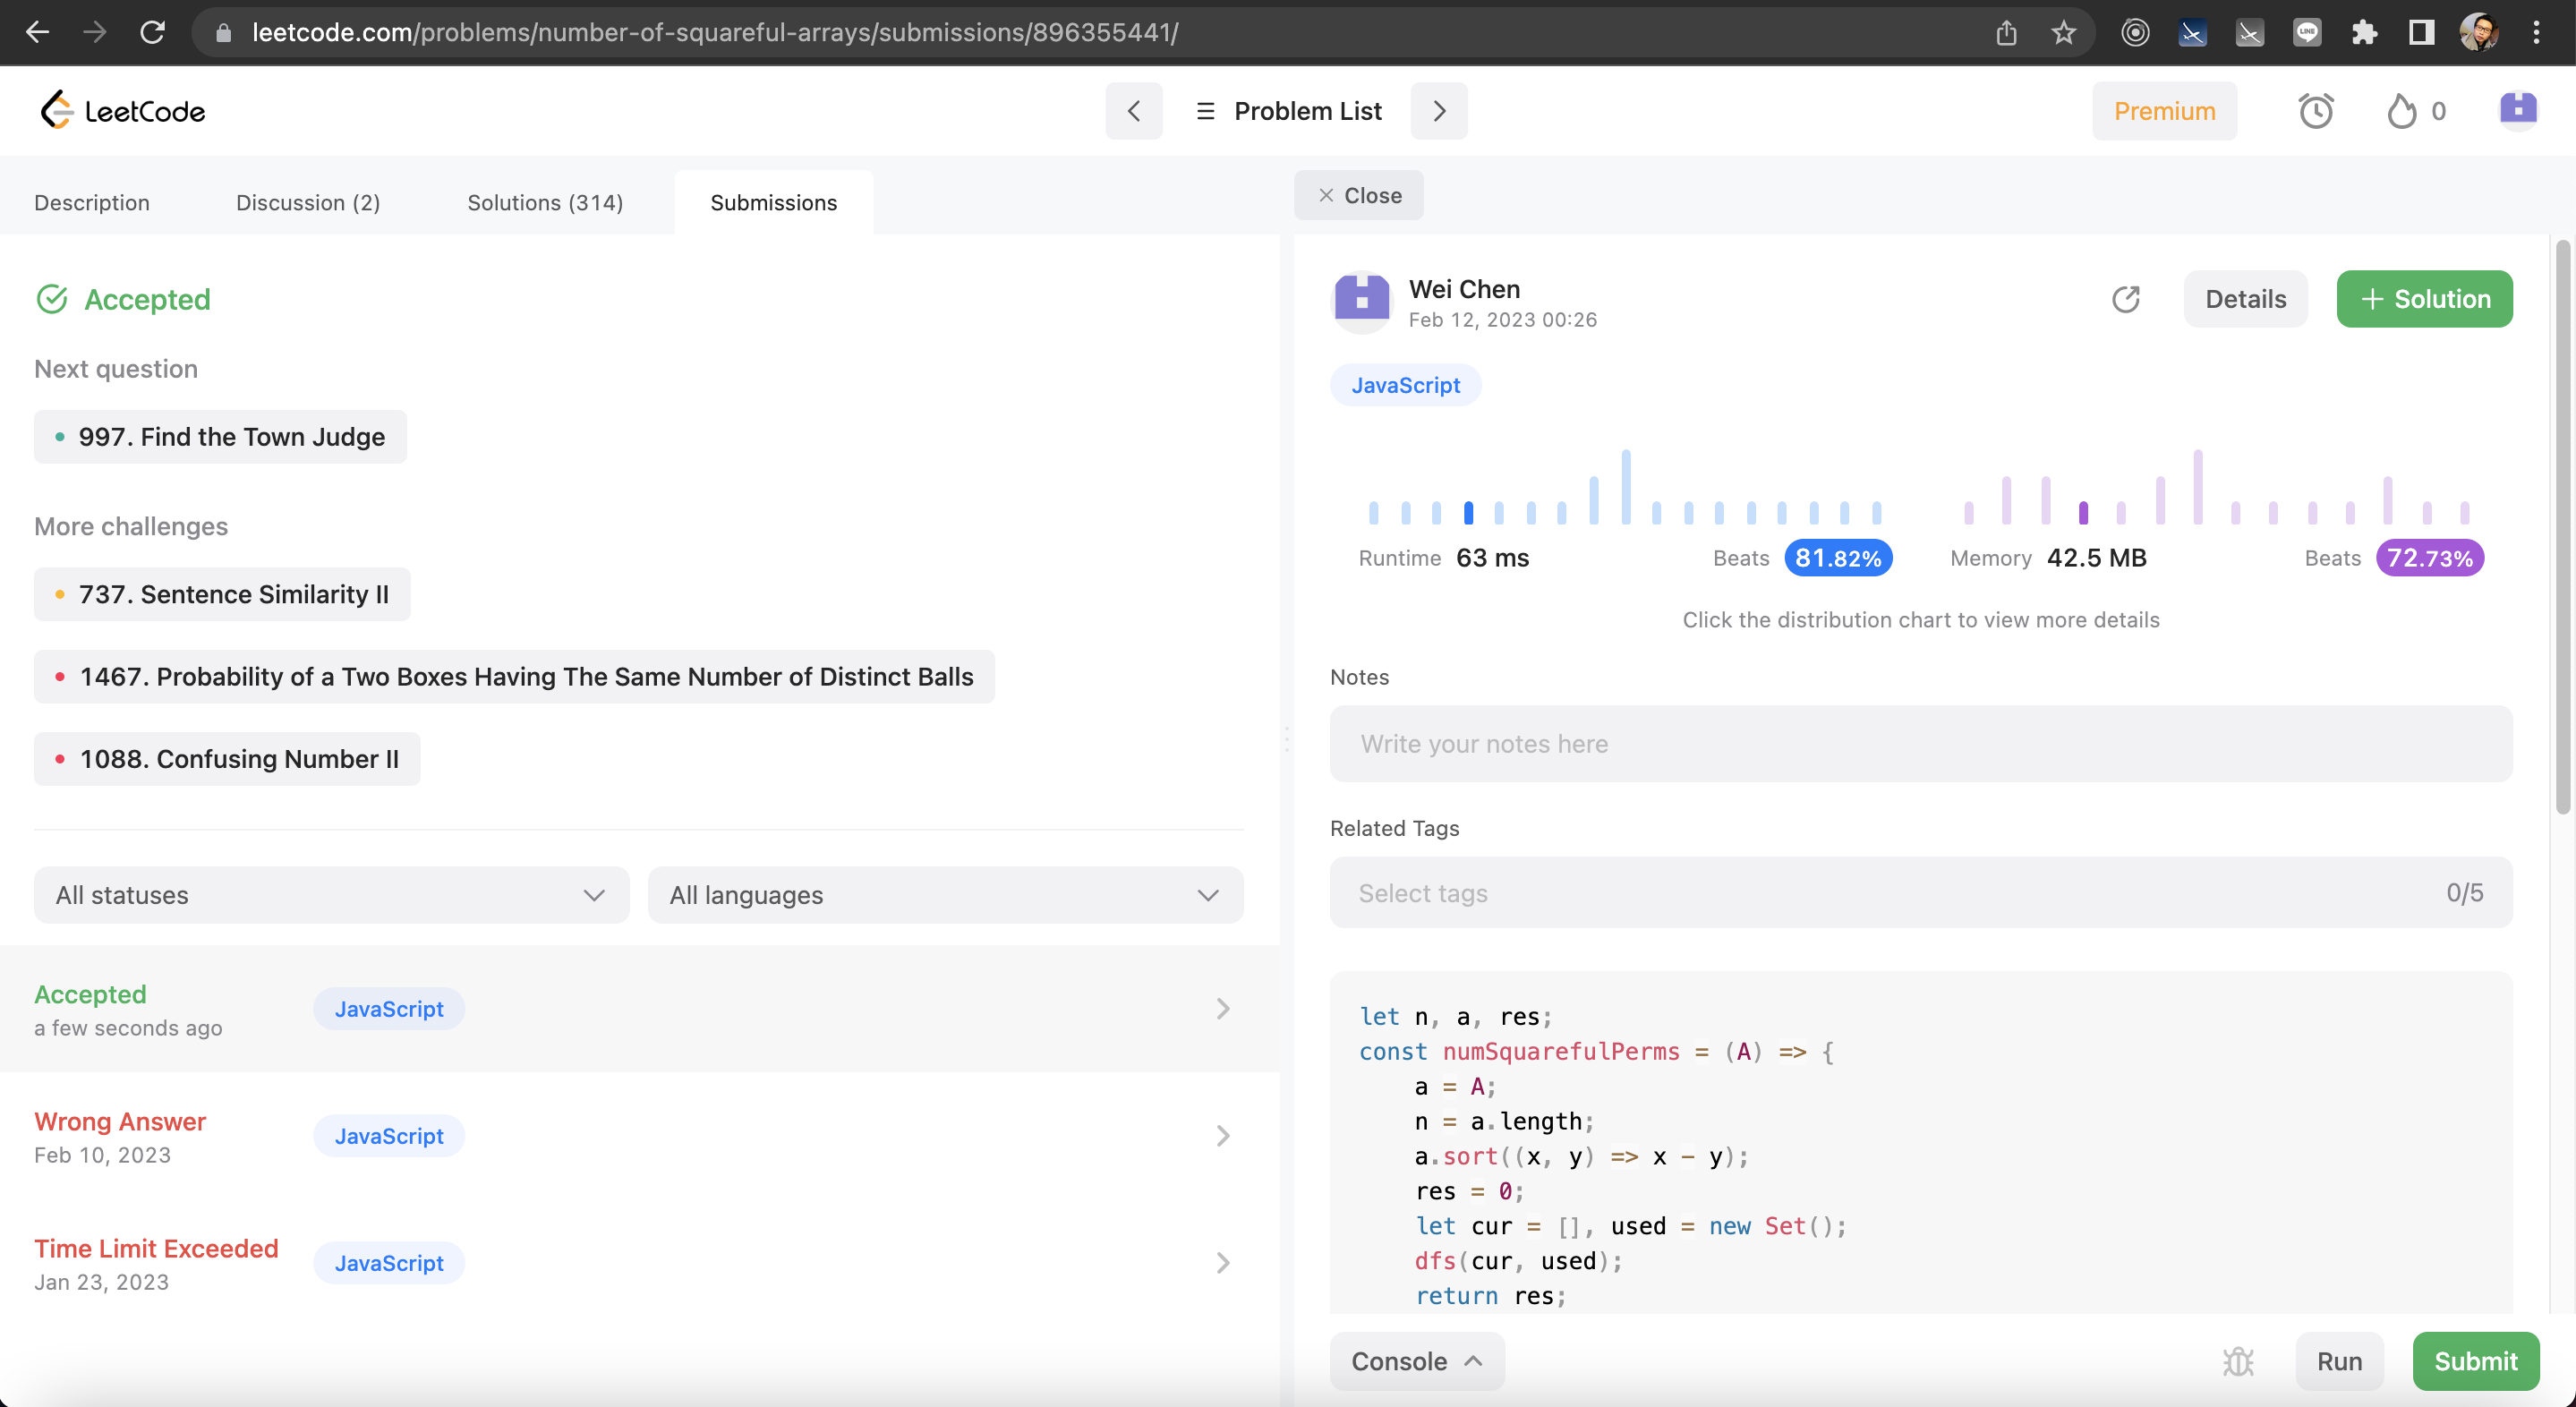 leetcode.com/problems/number-of-squareful-arrays/submissions/896355441/
LINE
LeetCode
Problem List
Premium
0
Description
Discussion (2)
Solutions (314)
Submissions
Close
Accepted
Next question
997. Find the Town Judge
More challenges
737. Sentence Similarity II
1467. Probability of a Two Boxes Having The Same Number of Distinct Balls
1088. Confusing Number II
All statuses
All languages
Accepted
a few seconds ago
JavaScript
Wrong Answer
Feb 10, 2023
JavaScript
Time Limit Exceeded
Jan 23, 2023
JavaScript
Wei Chen
Feb 12, 2023 00:26
Details
+ Solution
JavaScript
Runtime 63 ms
Beats 81.82%
Memory 42.5 MB
Beats 72.73%
Click the distribution chart to view more details
Notes
Write your notes here
Related Tags
Select tags
0/5
let n, a, res;
const numSquarefulPerms = (A) => {
    a = A;
    n = a.length;
    a.sort((x, y) => x - y);
    res = 0;
    let cur = [], used = new Set();
    dfs(cur, used);
    return res;
Console
Run
Submit